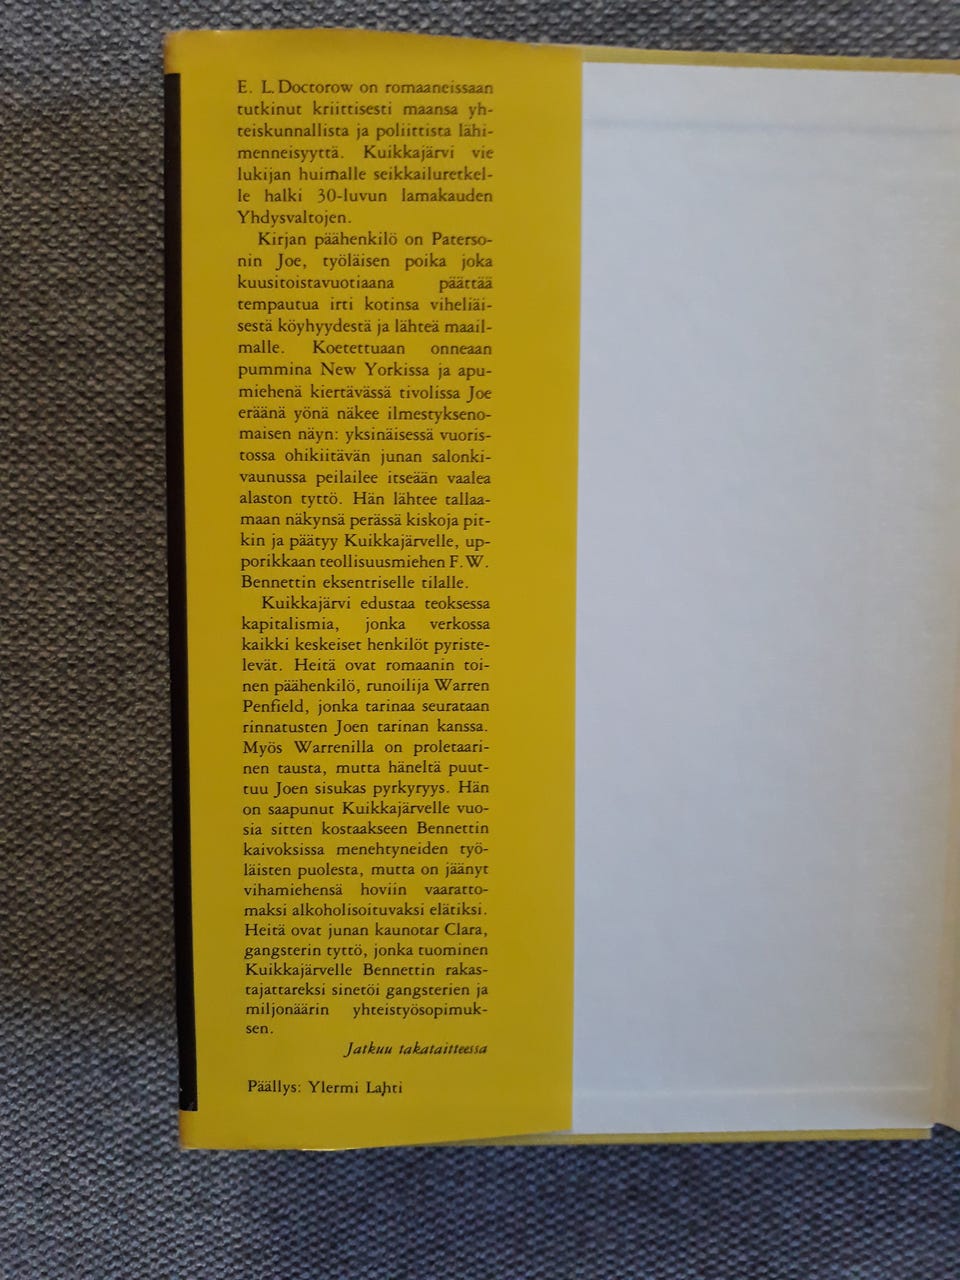 E. L. Doctorow on romaaneissaan
tutkinut kriittisesti maansa yh-
teiskunnallista ja poliittista lähi-
menneisyyttä. Kuikkajärvi vie
lukijan huimalle seikkailuretkel-
le halki 30-luvun lamakauden
Yhdysvaltojen.
Kirjan päähenkilö on Paterso-
nin Joe, työläisen poika joka
kuusitoistavuotiaana päättää
tempautua irti kotinsa viheliäi-
sestä köyhyydestä ja lähteä maail-
malle. Koetettuaan onneaan
pummina New Yorkissa ja apu-
miehenä kiertävässä tivolissa Joe
eräänä yönä näkee ilmestykseno-
maisen näyn: yksinäisessä vuoris-
tossa ohikiitävän junan salonki-
vaunussa peilailee itseään vaalea
alaston tyttö. Hän lähtee tallaa-
maan näkynsä perässä kiskoja pit-
kin ja päätyy Kuikkajärvelle, up-
porikkaan teollisuusmiehen F. W.
Bennettin eksentriselle tilalle.
Kuikkajärvi edustaa teoksessa
kapitalismia, jonka verkossa
kaikki keskeiset henkilöt pyriste-
levät. Heitä ovat romaanin toi-
nen päähenkilö, runoilija Warren
Penfield, jonka tarinaa seurataan
rinnatusten Joen tarinan kanssa.
Myös Warrenilla on proletaari-
nen tausta, mutta häneltä puut-
tuu Joen sisukas pyrkyryys. Hän
on saapunut Kuikkajärvelle vuo-
sia sitten kostaakseen Bennettin
kaivoksissa menehtyneiden työ-
läisten puolesta, mutta on jäänyt
vihamiehensä hoviin vaaratto-
maksi alkoholisoituvaksi elätiksi.
Heitä ovat junan kaunotar Clara,
gangsterin tyttö, jonka tuominen
Kuikkajärvelle Bennettin rakas-
tajattareksi sinetöi gangsterien ja
miljonäärin yhteistyösopimuk-
sen.
Jatkuu takataitteessa
Päällys: Ylermi Lahti